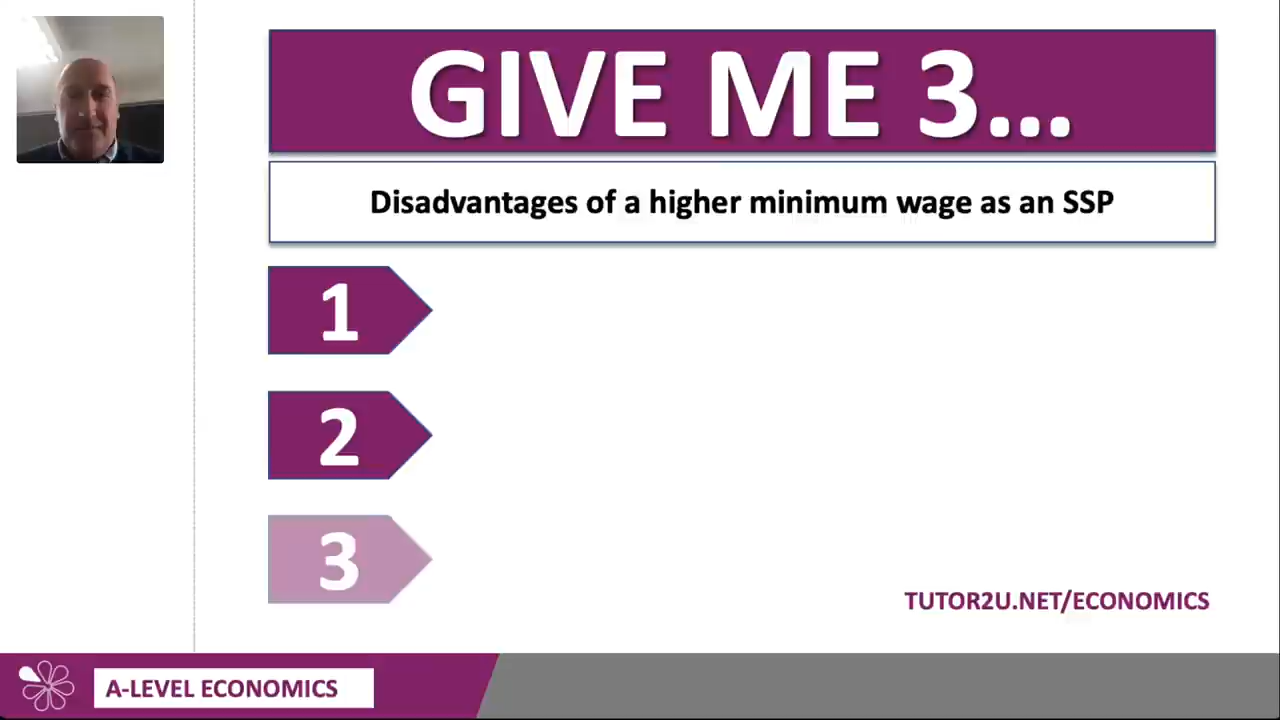 GIVE ME 3...
Disadvantages of a higher minimum wage as an SSP
1
2
3
TUTOR2U.NET/ECONOMICS
A-LEVEL ECONOMICS